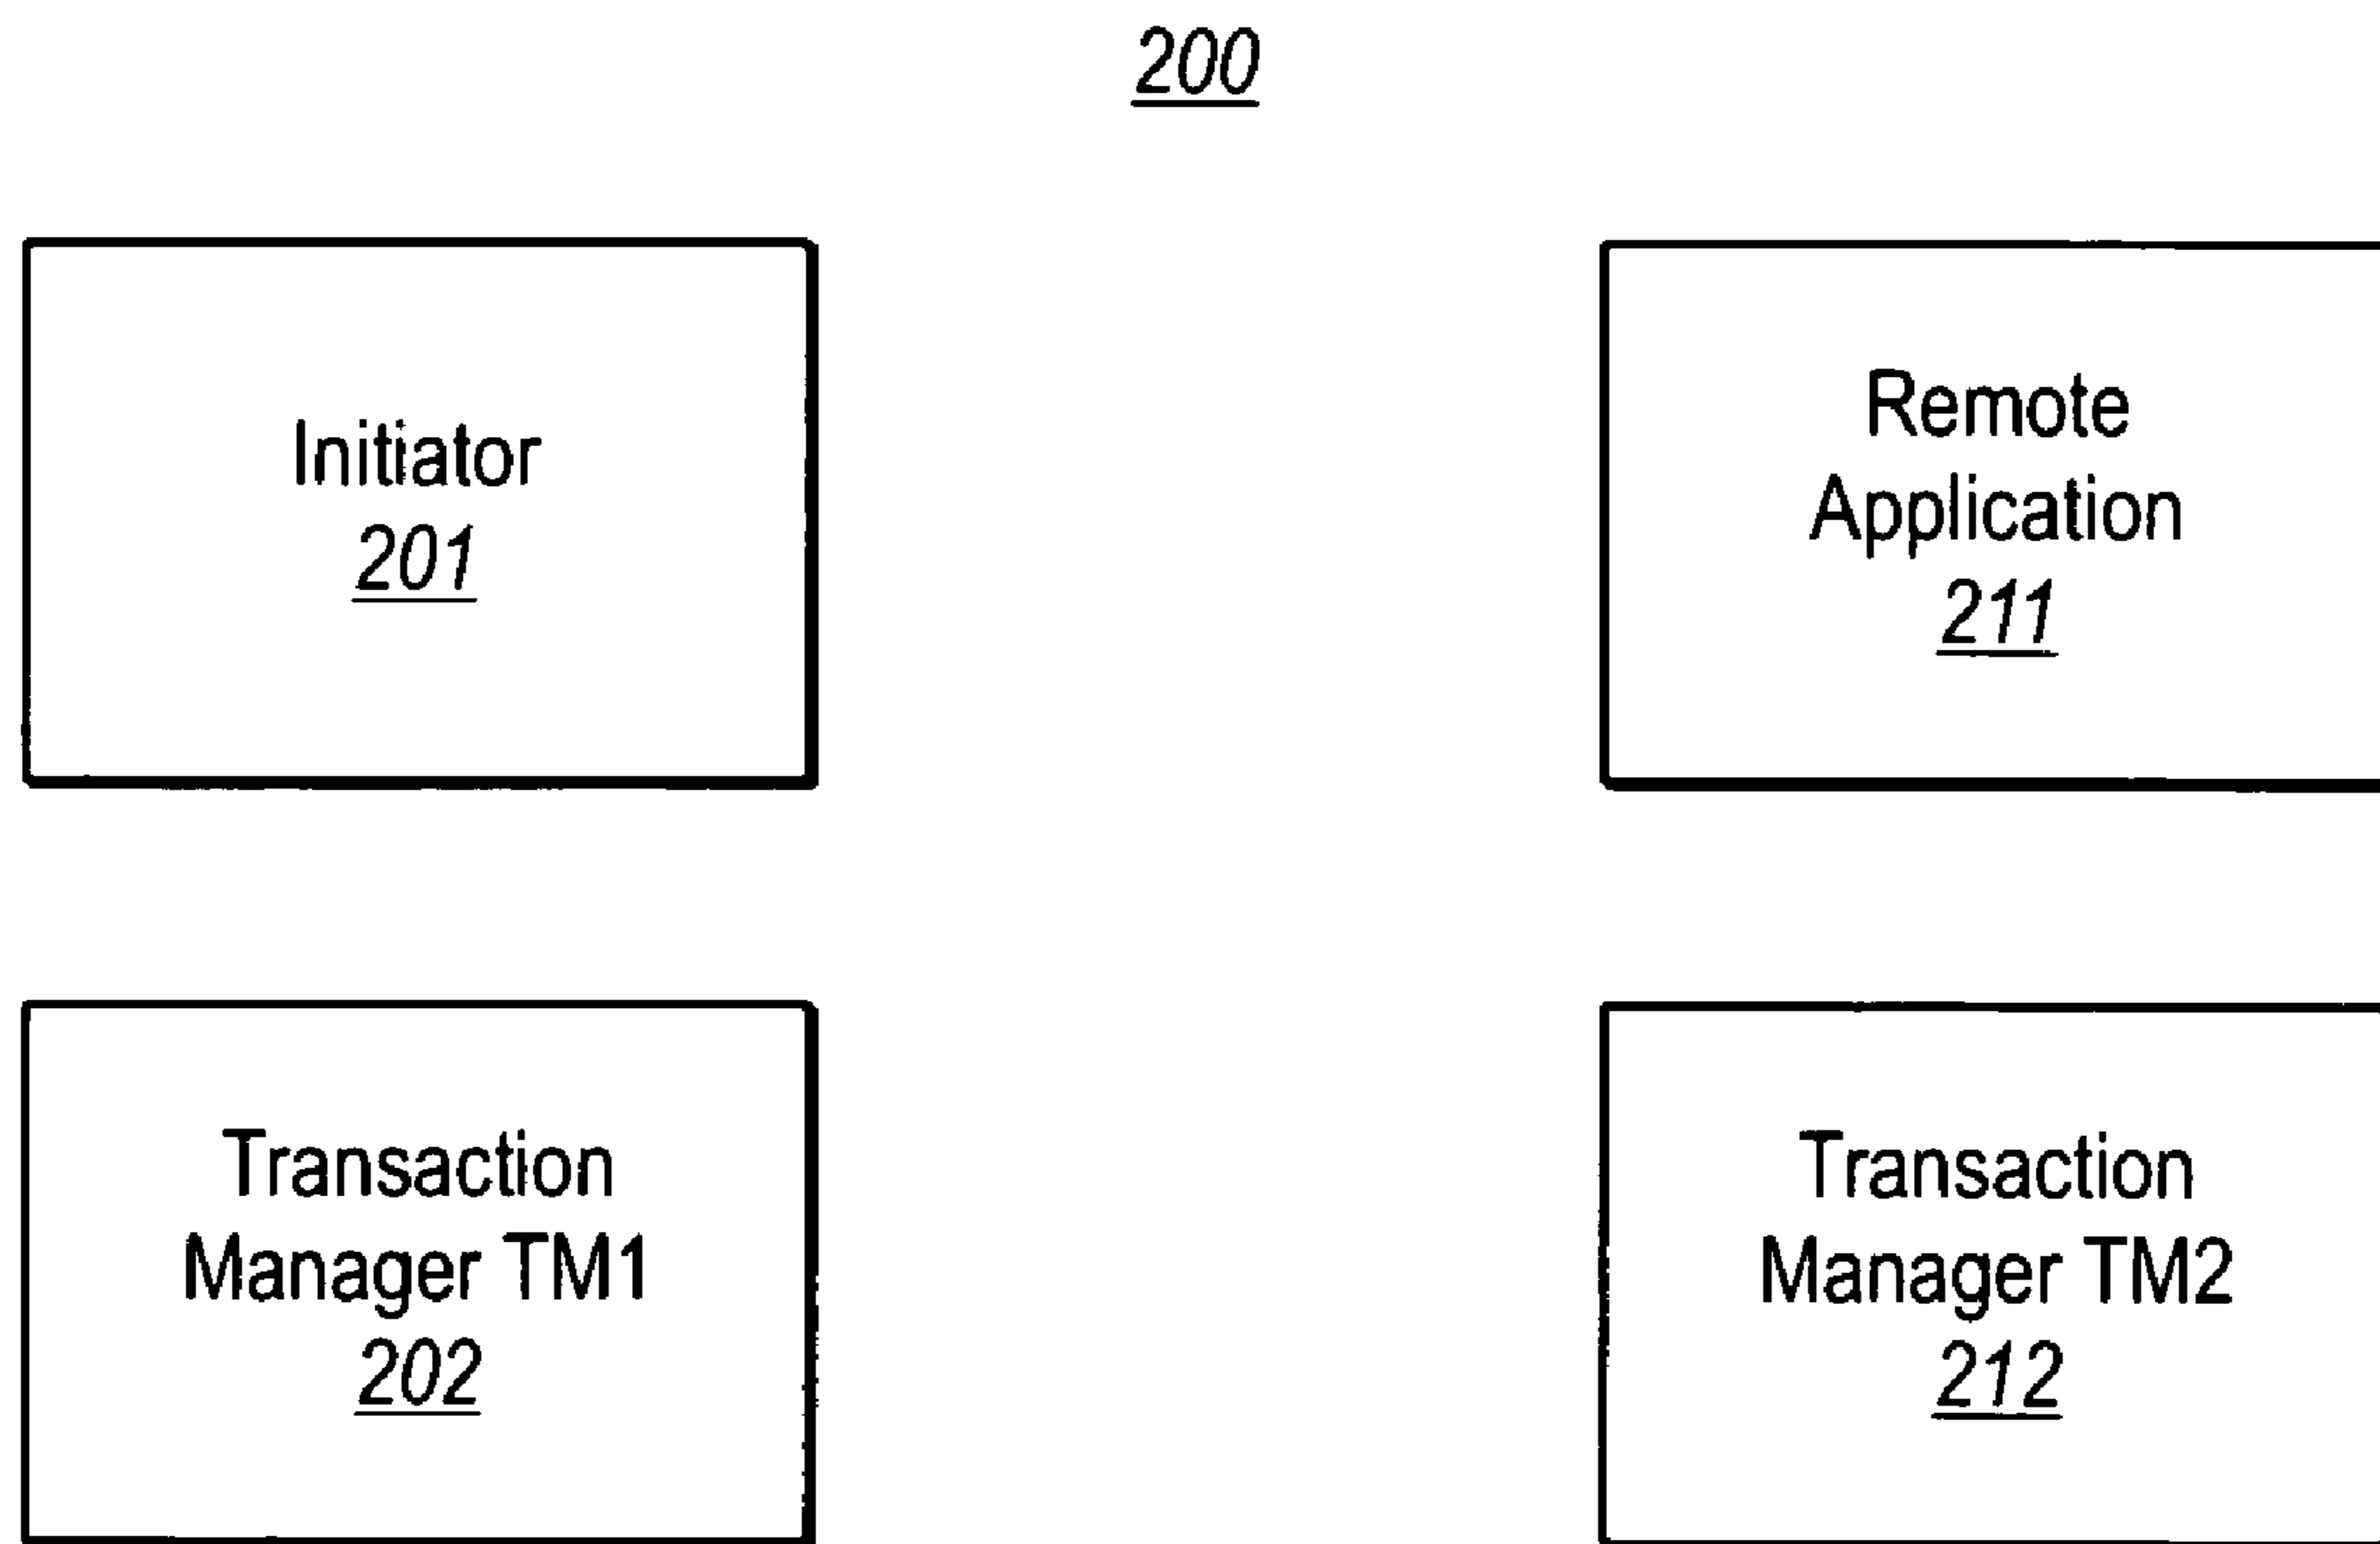 200
Initiator
201
Remote
Application
211
Transaction
Manager TM1
202
Transaction
Manager TM2
212